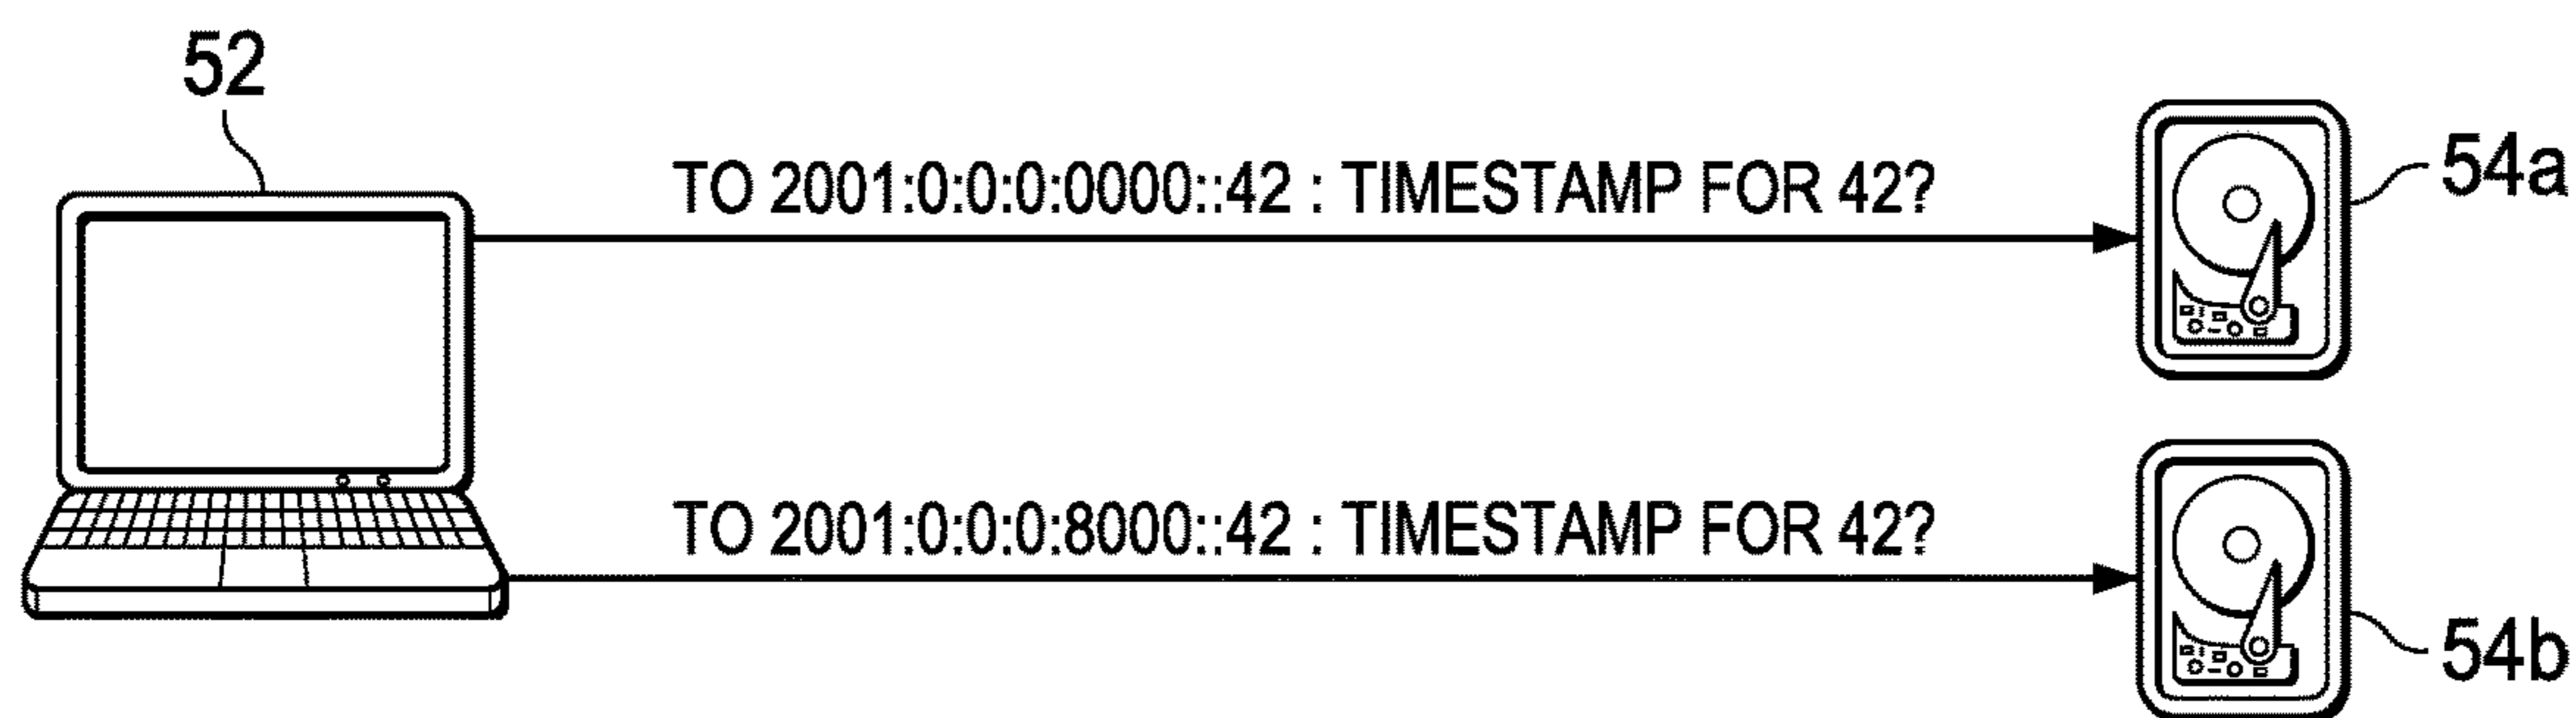 52
TO 2001:0:0:0:0000::42 : TIMESTAMP FOR 42?
54a
TO 2001:0:0:0:8000::42 : TIMESTAMP FOR 42?
54b